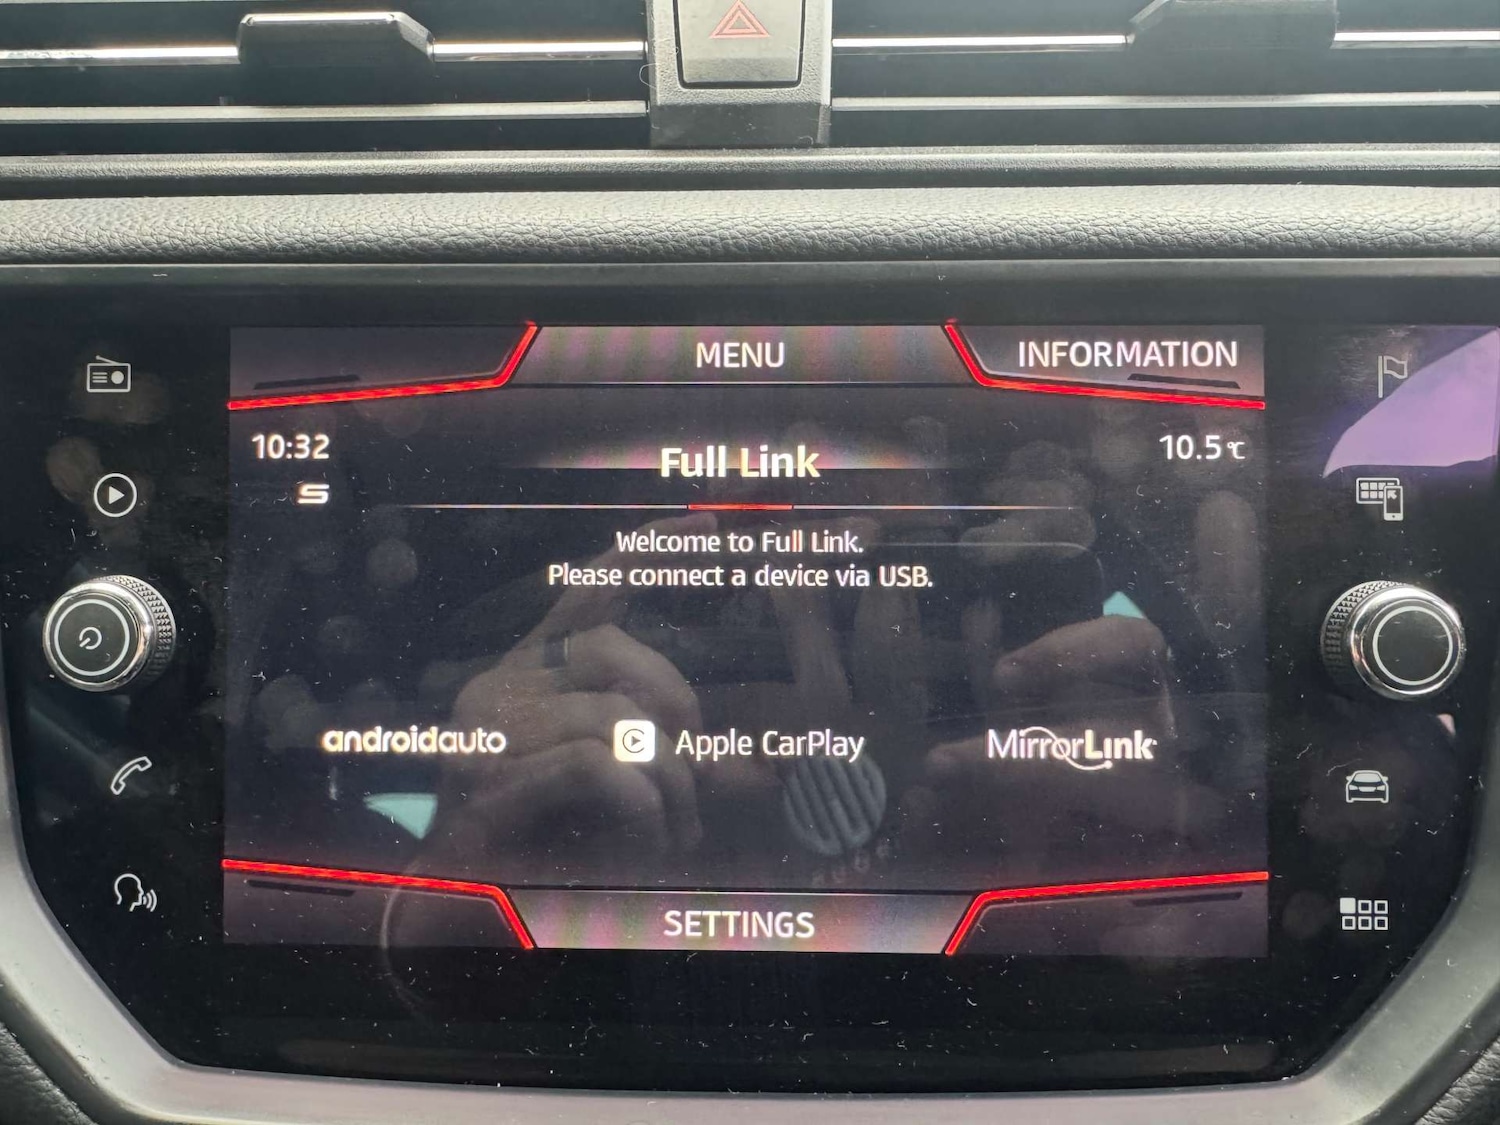 MENU
INFORMATION
10:32
Full Link
10.5 °C
Welcome to Full Link.
Please connect a device via USB.
androidauto
Apple CarPlay
MirrorLink
SETTINGS